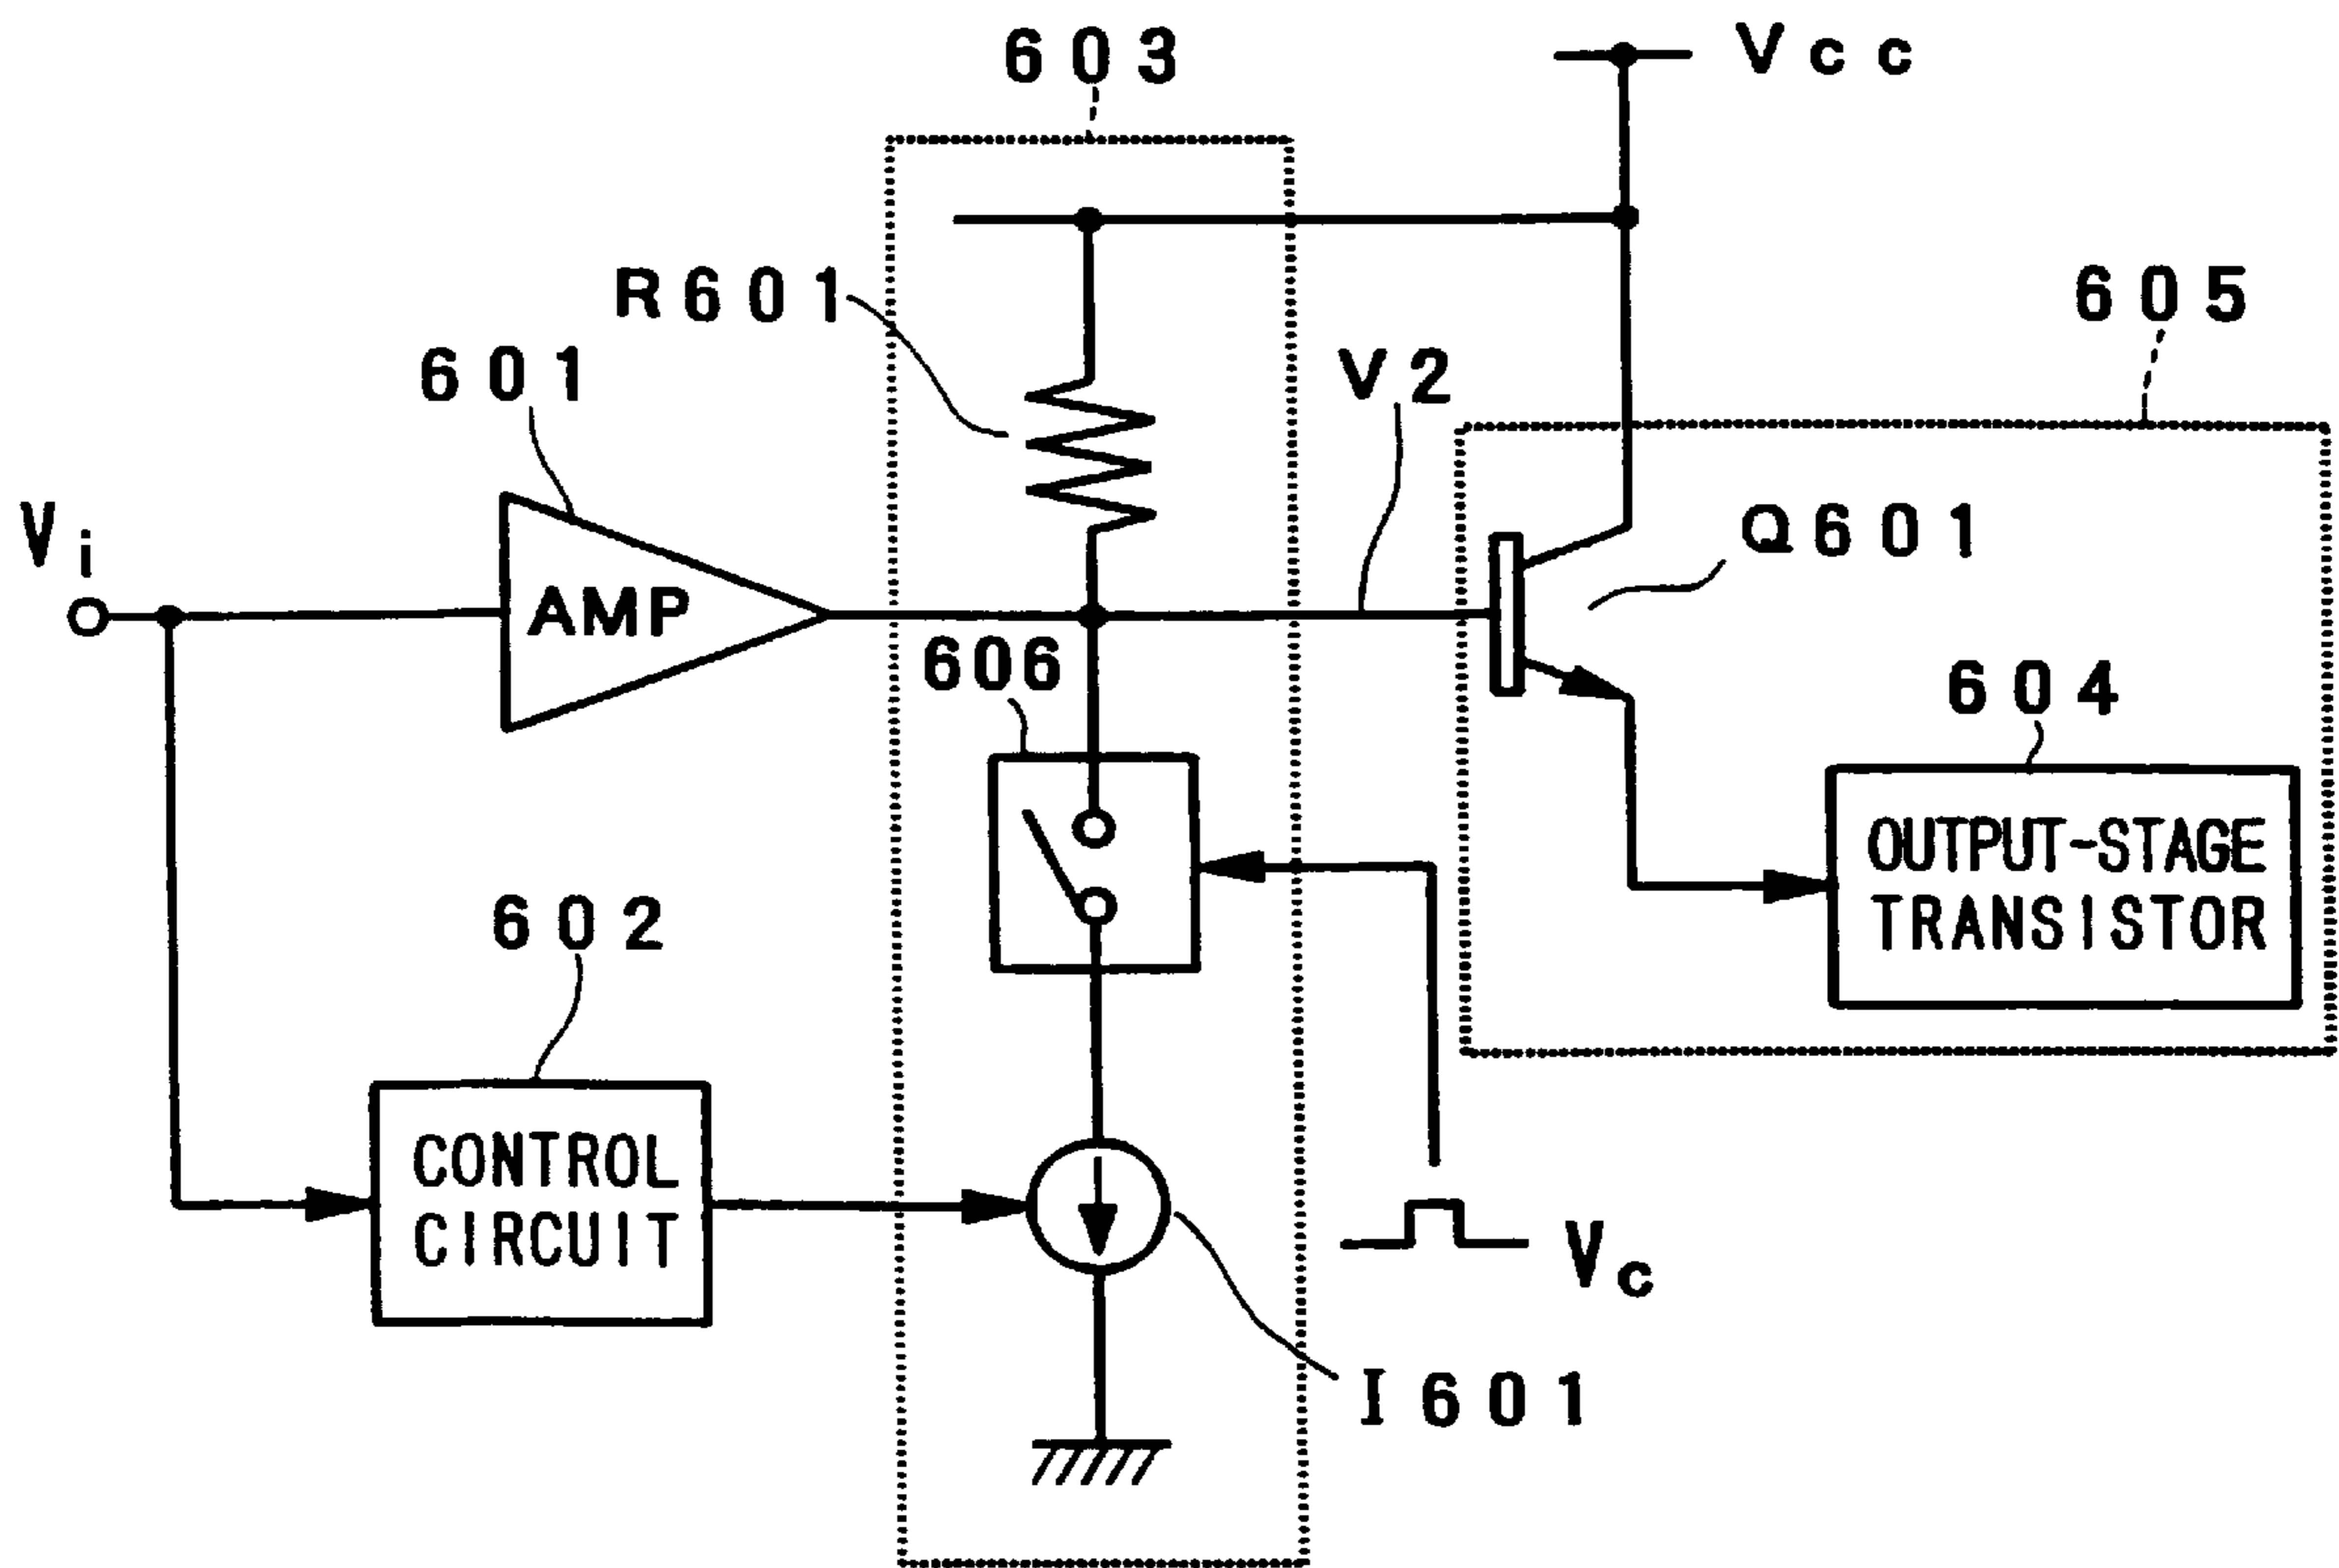 603
Vcc
R601
605
601
V2
Vi
AMP
Q601
606
604
OUTPUT-STAGE
TRANSISTOR
602
CONTROL
CIRCUIT
Vc
I601